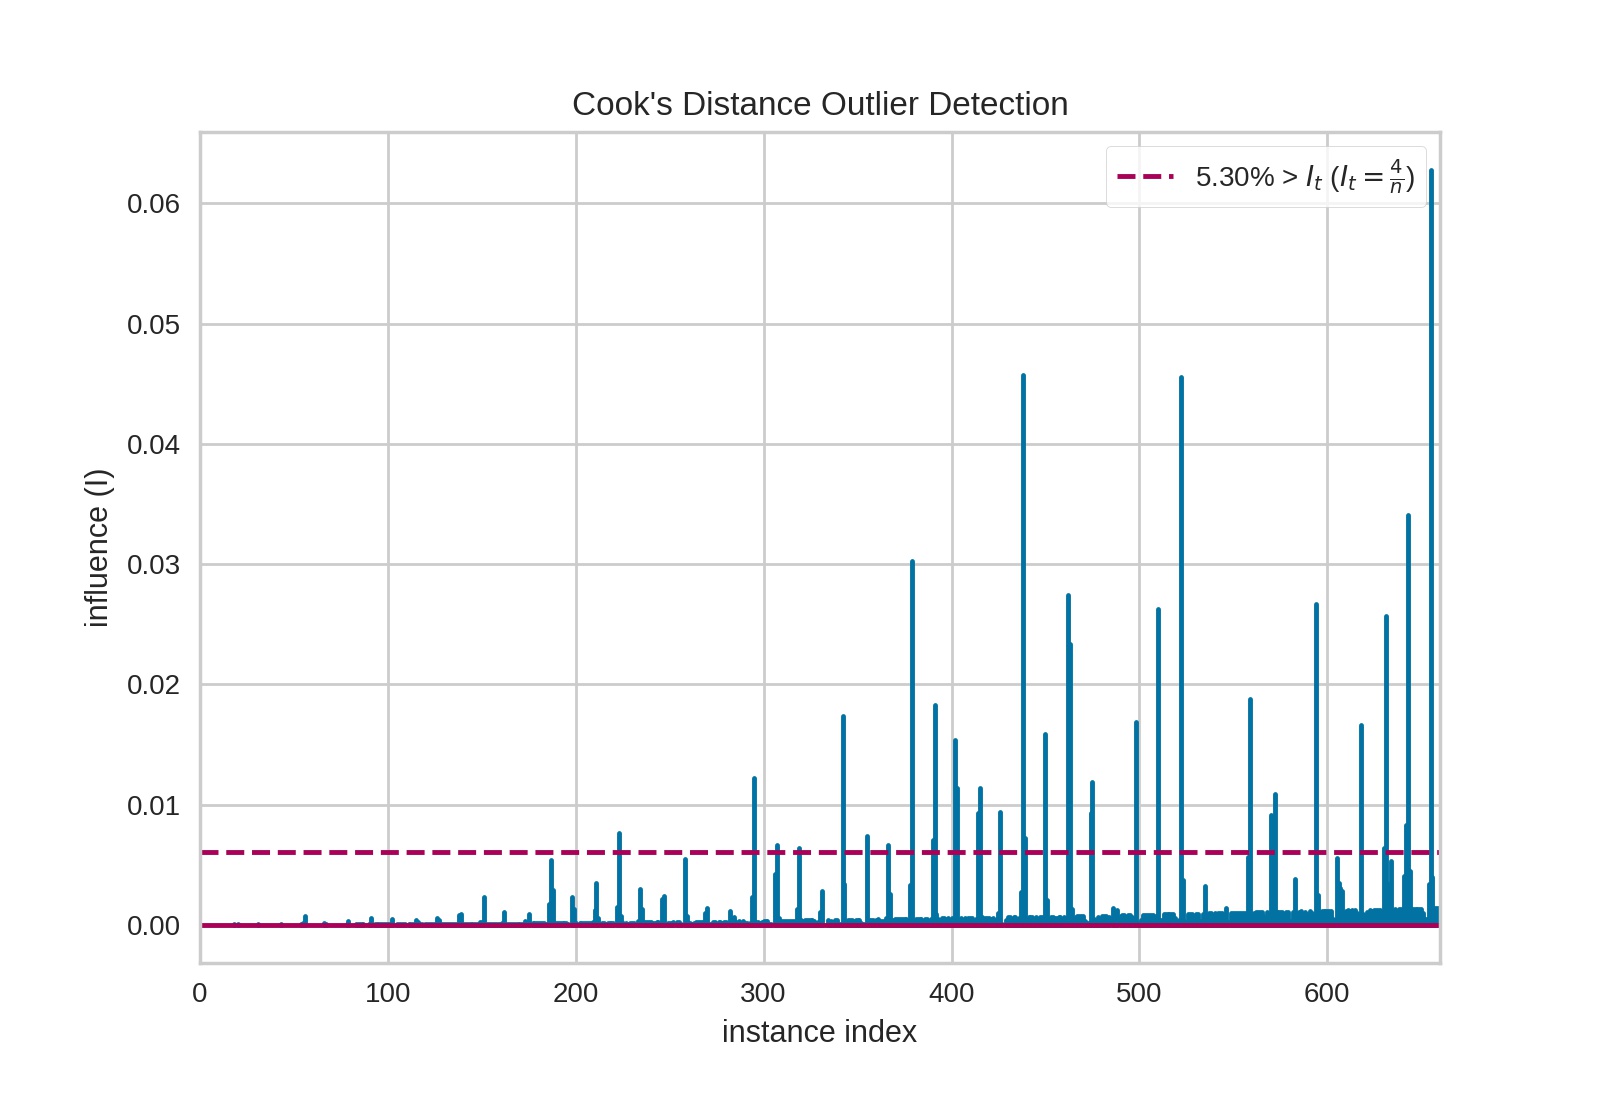 Cook's Distance Outlier Detection
5.30% > I_t (I_t = 4/n)
0.06
0.05
0.04
0.03
0.02
0.01
0.00
influence (I)
0 100 200 300 400 500 600
instance index